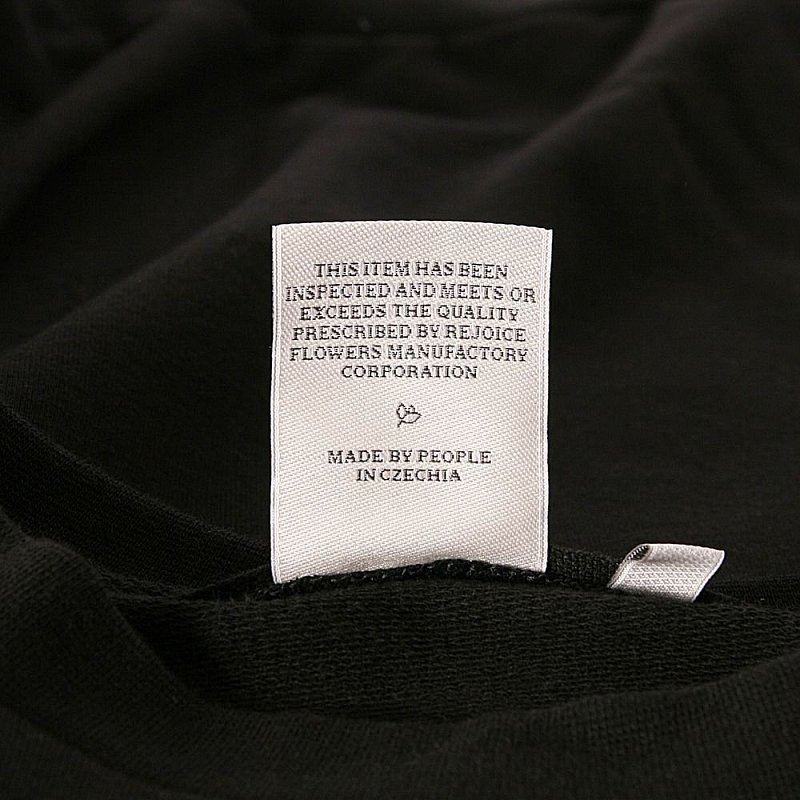 THIS ITEM HAS BEEN
INSPECTED AND MEETS OR
EXCEEDS THE QUALITY
PRESCRIBED BY REJOICE
FLOWERS MANUFACTORY
CORPORATION
MADE BY PEOPLE
IN CZECHIA